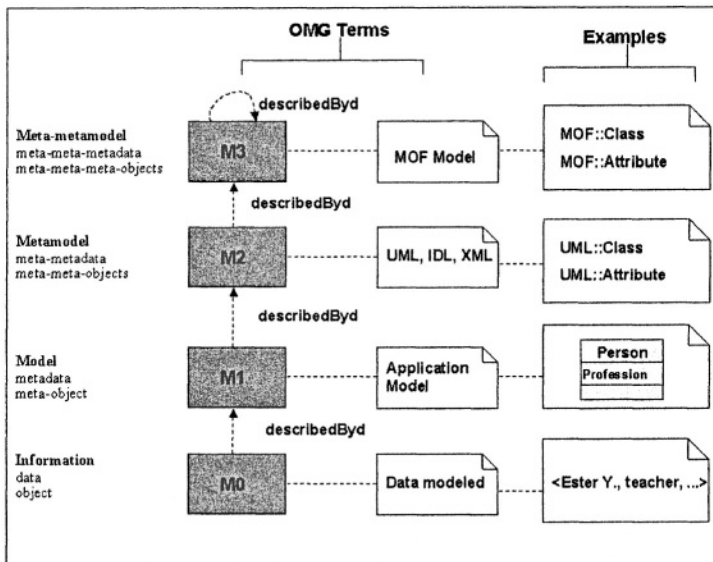 OMG Terms
Examples
describedByd
Meta-metamodel
meta-meta-metadata
meta-meta-meta-objects
M3
MOF Model
MOF::Class
MOF::Attribute
describedByd
Metamodel
meta-metadata
meta-meta-objects
M2
UML, IDL, XML
UML::Class
UML::Attribute
describedByd
Model
metadata
meta-object
M1
Application
Model
Person
Profession
describedByd
Information
data
object
M0
Data modeled
<Ester Y., teacher, ...>